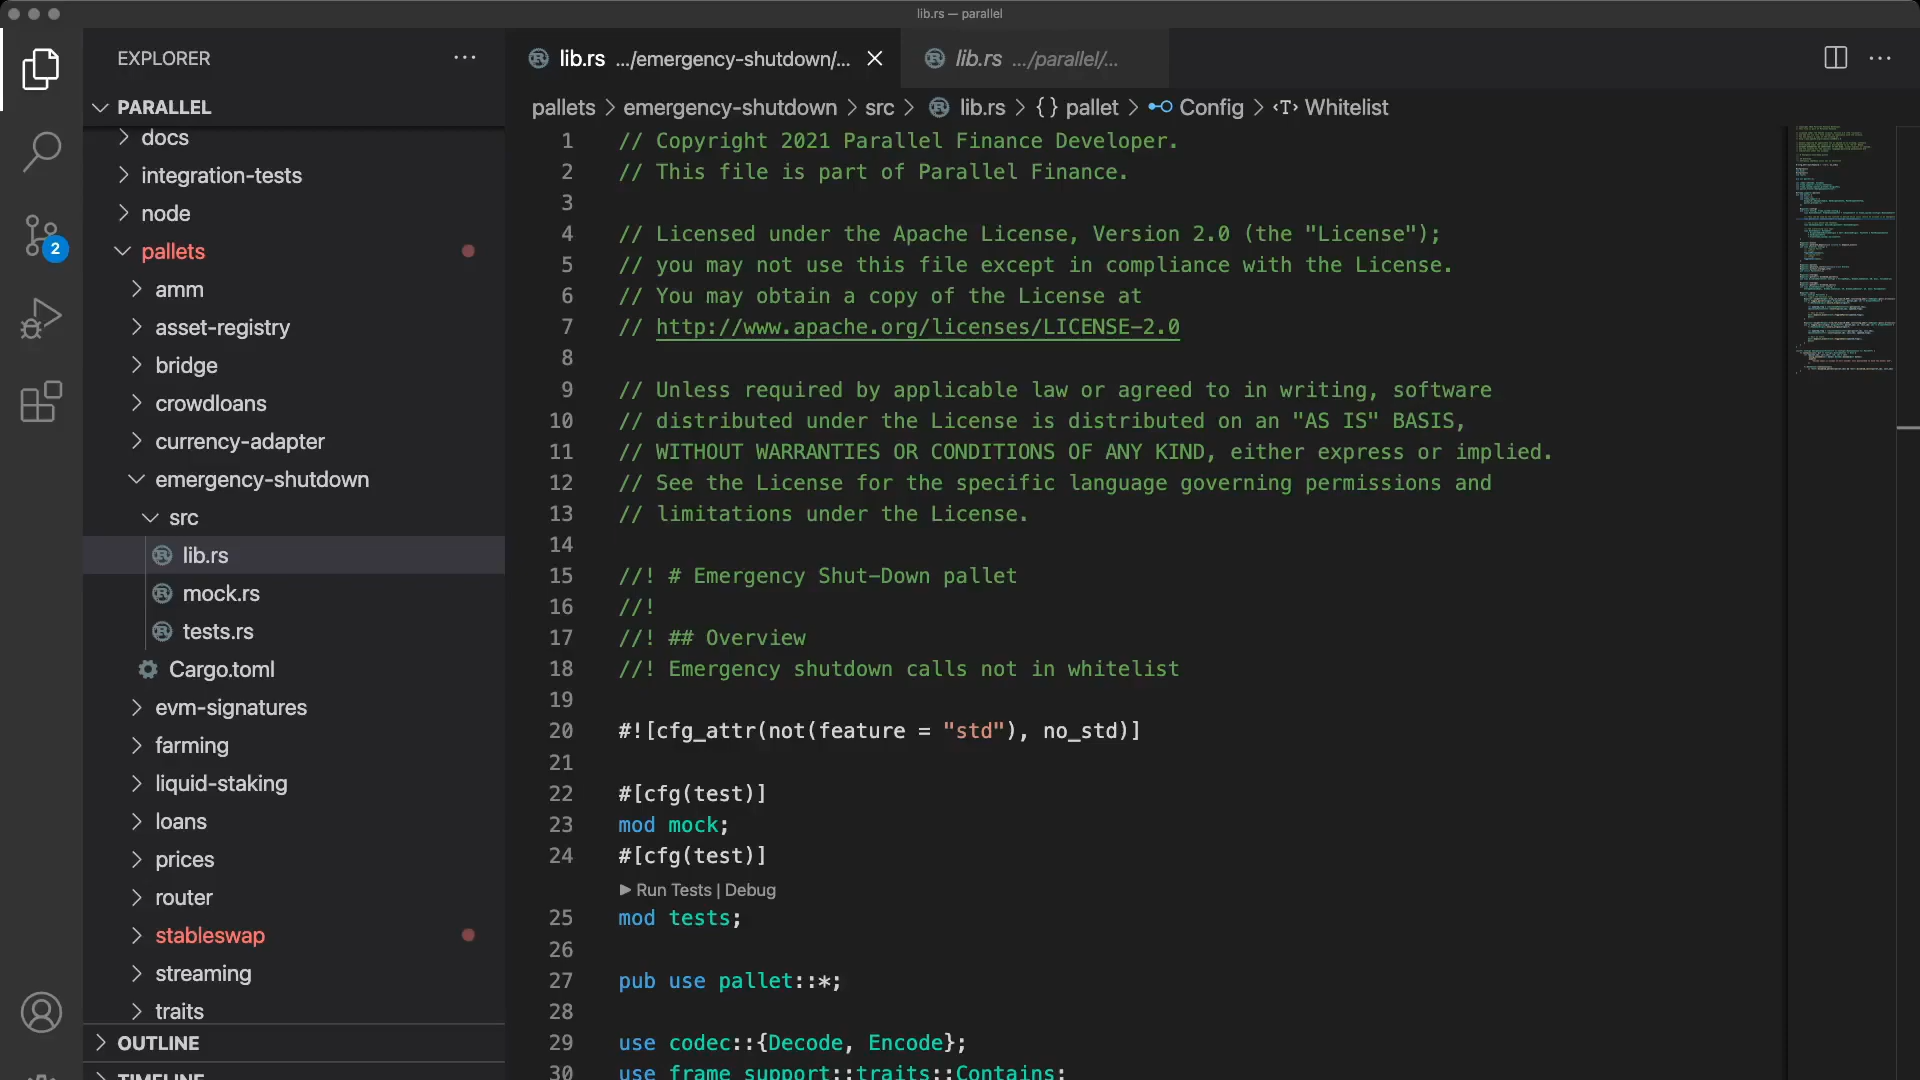 lib.rs — parallel
EXPLORER
PARALLEL
docs
integration-tests
node
pallets
amm
asset-registry
bridge
crowdloans
currency-adapter
emergency-shutdown
src
lib.rs
mock.rs
tests.rs
Cargo.toml
evm-signatures
farming
liquid-staking
loans
prices
router
stableswap
streaming
traits
OUTLINE
TIMELINE
2
lib.rs .../emergency-shutdown/...
lib.rs .../parallel/...
pallets > emergency-shutdown > src > lib.rs > {} pallet > Config > Whitelist
1 // Copyright 2021 Parallel Finance Developer.
2 // This file is part of Parallel Finance.
3
4 // Licensed under the Apache License, Version 2.0 (the "License");
5 // you may not use this file except in compliance with the License.
6 // You may obtain a copy of the License at
7 // http://www.apache.org/licenses/LICENSE-2.0
8
9 // Unless required by applicable law or agreed to in writing, software
10 // distributed under the License is distributed on an "AS IS" BASIS,
11 // WITHOUT WARRANTIES OR CONDITIONS OF ANY KIND, either express or implied.
12 // See the License for the specific language governing permissions and
13 // limitations under the License.
14
15 //! # Emergency Shut-Down pallet
16 //!
17 //! ## Overview
18 //! Emergency shutdown calls not in whitelist
19
20 #![cfg_attr(not(feature = "std"), no_std)]
21
22 #[cfg(test)]
23 mod mock;
24 #[cfg(test)]
Run Tests | Debug
25 mod tests;
26
27 pub use pallet::*;
28
29 use codec::{Decode, Encode};
30 use frame_support::traits::Contains;